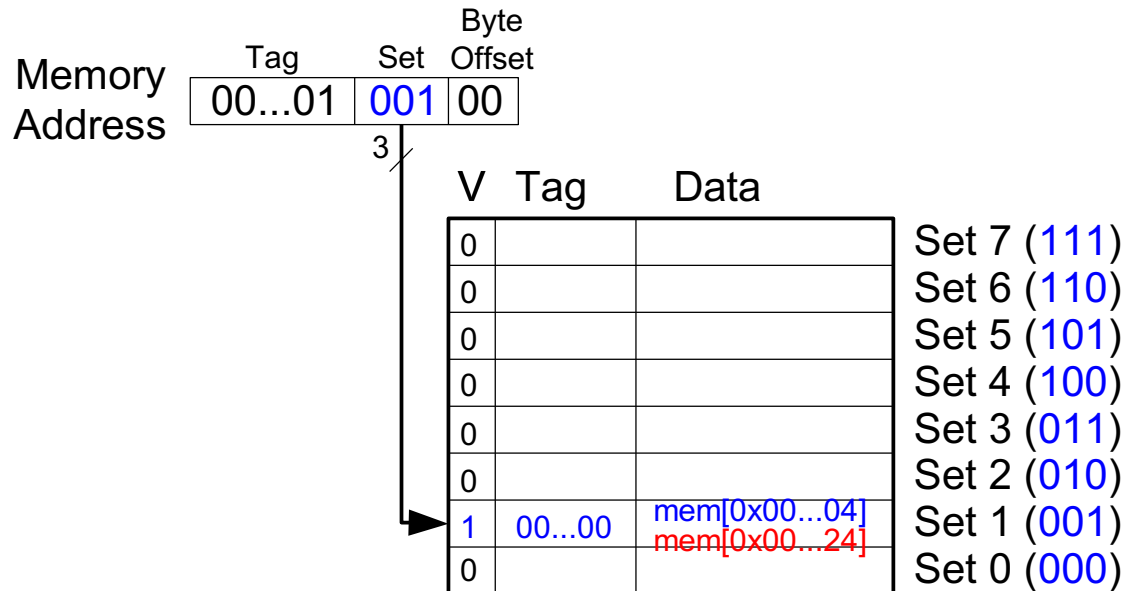 Byte
Tag Set Offset
Memory Address 00...01 001 00
3
V Tag Data
0 Set 7 (111)
0 Set 6 (110)
0 Set 5 (101)
0 Set 4 (100)
0 Set 3 (011)
0 Set 2 (010)
1 00...00 mem[0x00...04] Set 1 (001)
mem[0x00...24]
0 Set 0 (000)